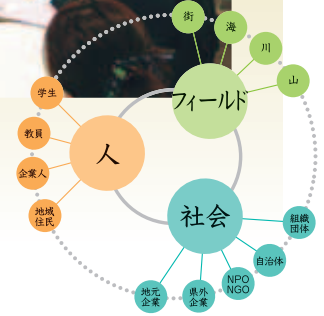 街
海
川
山
フィールド
学生
教員
企業人
地域
住民
人
社会
組織
団体
自治体
NPO
NGO
県外
企業
地元
企業